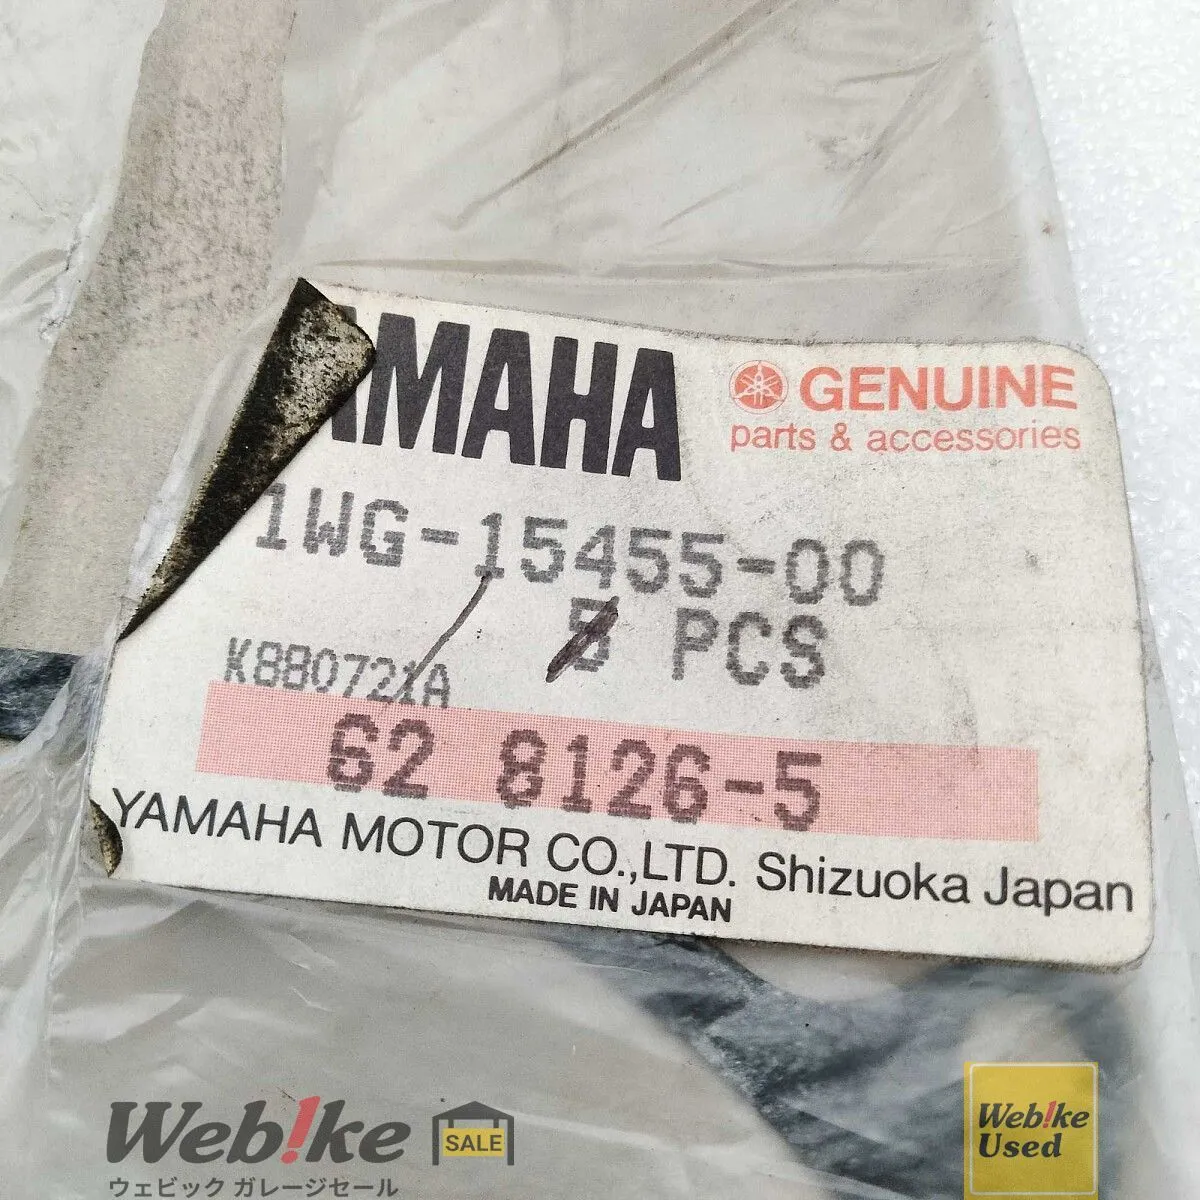 YAMAHA
GENUINE
parts & accessories
1WG-15455-00
5 PCS
K880721A
62 8126-5
YAMAHA MOTOR CO.,LTD. Shizuoka Japan
MADE IN JAPAN
Web!ke SALE
ウェビック ガレージセール
Web!ke
Used